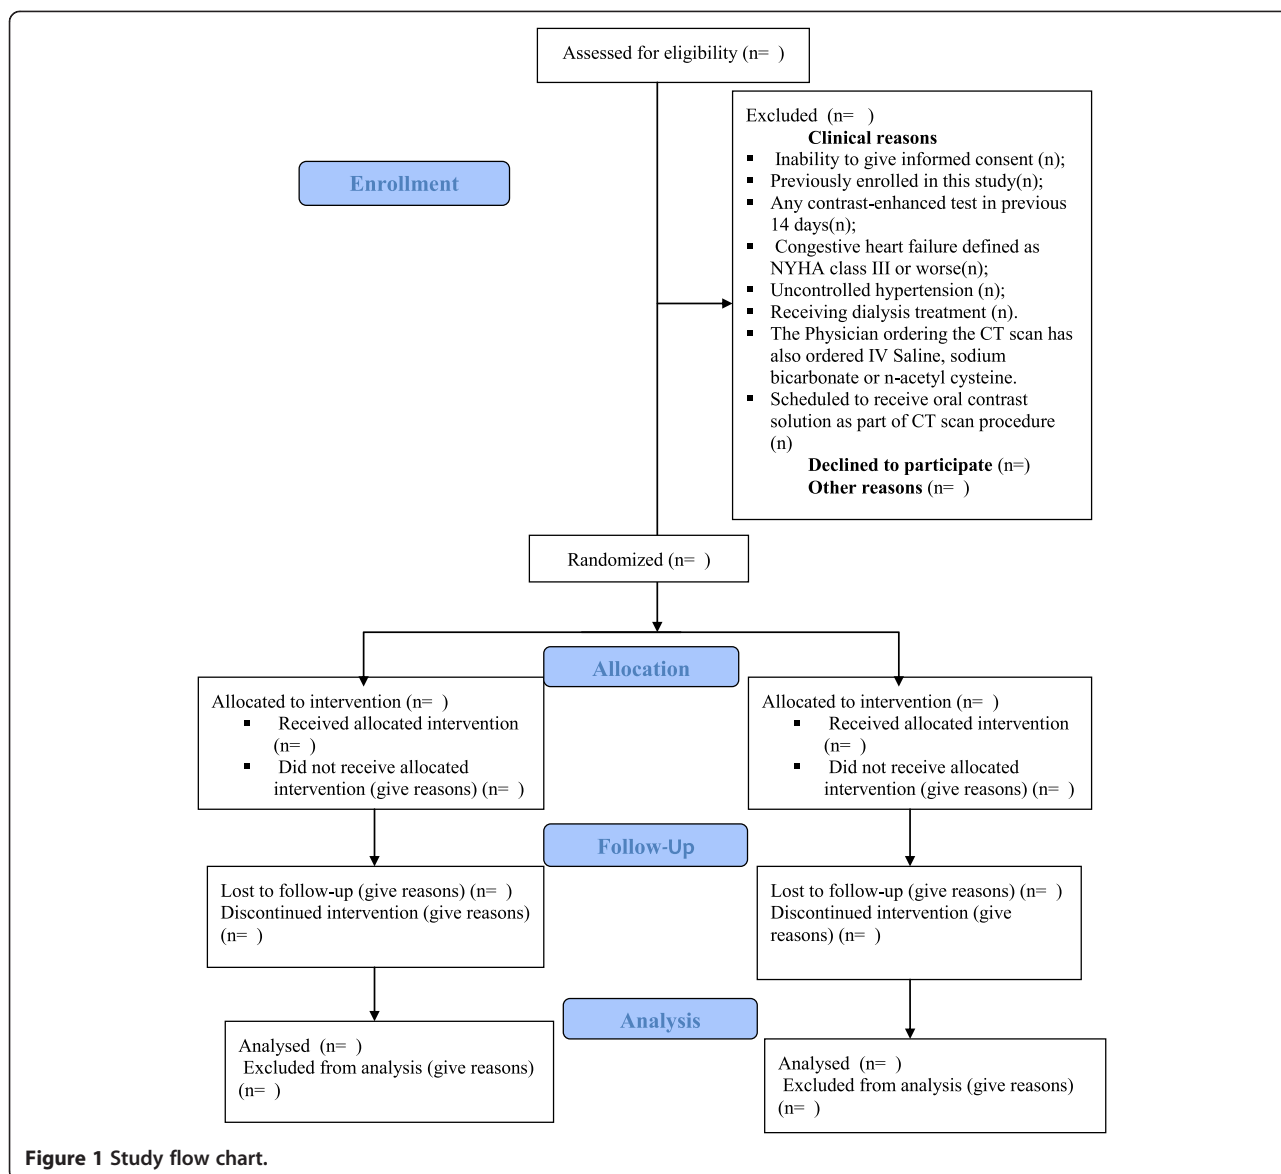 Assessed for eligibility (n=  )
Excluded  (n=   )
Clinical reasons
▪ Inability to give informed consent (n);
▪ Previously enrolled in this study(n);
▪ Any contrast-enhanced test in previous
14 days(n);
▪ Congestive heart failure defined as
NYHA class III or worse(n);
▪ Uncontrolled hypertension (n);
▪ Receiving dialysis treatment (n).
▪ The Physician ordering the CT scan has
also ordered IV Saline, sodium
bicarbonate or n-acetyl cysteine.
▪ Scheduled to receive oral contrast
solution as part of CT scan procedure
(n)
Declined to participate (n=)
Other reasons (n=  )
Enrollment
Randomized (n=  )
Allocation
Allocated to intervention (n=  )
▪ Received allocated intervention
(n=  )
▪ Did not receive allocated
intervention (give reasons) (n=  )
Allocated to intervention (n=  )
▪ Received allocated intervention
(n=  )
▪ Did not receive allocated
intervention (give reasons) (n=  )
Follow-Up
Lost to follow-up (give reasons) (n=  )
Discontinued intervention (give reasons)
(n=  )
Lost to follow-up (give reasons) (n=  )
Discontinued intervention (give
reasons) (n=  )
Analysis
Analysed  (n=  )
Excluded from analysis (give reasons)
(n=  )
Analysed  (n=  )
Excluded from analysis (give reasons)
(n=  )
Figure 1 Study flow chart.